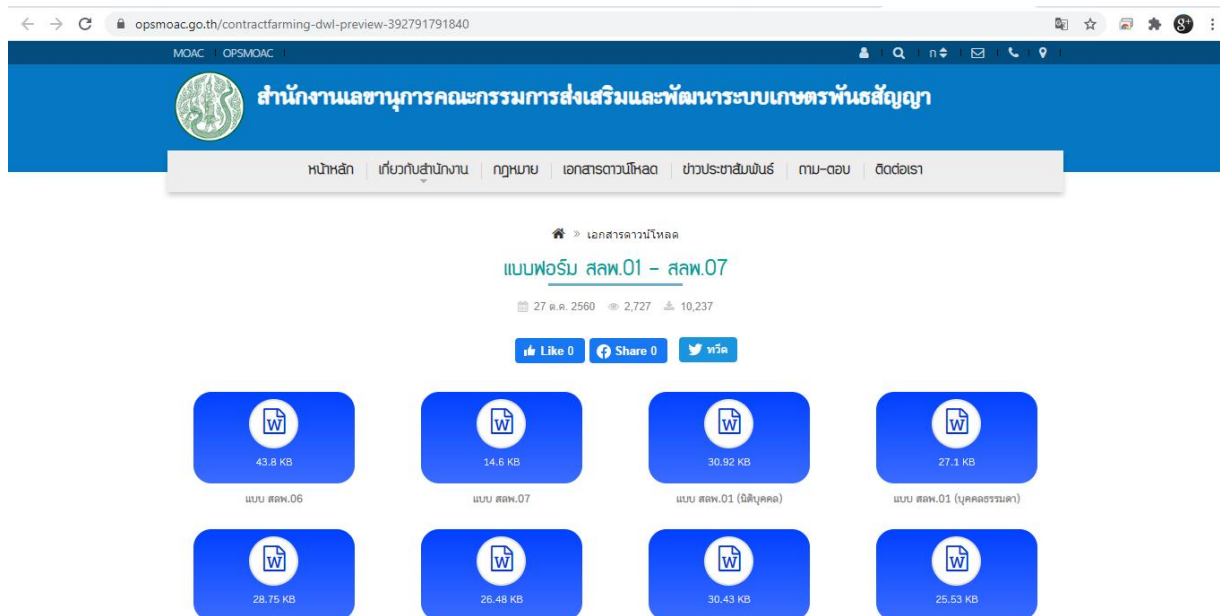 opsmoac.go.th/contractfarming-dwl-preview-392791791840
MOAC OPSMOAC ก
สำนักงานเลขานุการคณะกรรมการส่งเสริมและพัฒนาระบบเกษตรพันธสัญญา
หน้าหลัก เกี่ยวกับสำนักงาน กฎหมาย เอกสารดาวน์โหลด ข่าวประชาสัมพันธ์ ถาม-ตอบ ติดต่อเรา
» เอกสารดาวน์โหลด
แบบฟอร์ม สลพ.01 - สลพ.07
27 ต.ค. 2560 2,727 10,237
Like 0 Share 0 ทวีต
43.8 KB 14.6 KB 30.92 KB 27.1 KB
แบบ สลพ.06 แบบ สลพ.07 แบบ สลพ.01 (นิติบุคคล) แบบ สลพ.01 (บุคคลธรรมดา)
28.75 KB 26.48 KB 30.43 KB 25.53 KB